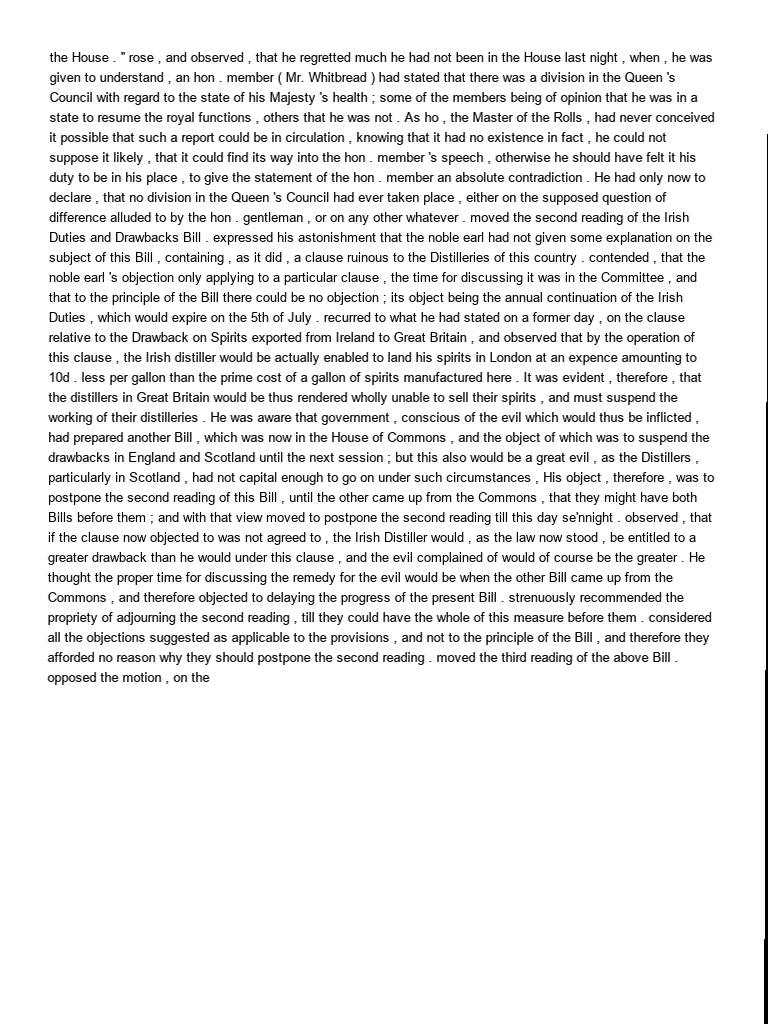 the House . " rose , and observed , that he regretted much he had not been in the House last night , when , he was
given to understand , an hon . member ( Mr. Whitbread ) had stated that there was a division in the Queen 's
Council with regard to the state of his Majesty 's health ; some of the members being of opinion that he was in a
state to resume the royal functions , others that he was not . As ho , the Master of the Rolls , had never conceived
it possible that such a report could be in circulation , knowing that it had no existence in fact , he could not
suppose it likely , that it could find its way into the hon . member 's speech , otherwise he should have felt it his
duty to be in his place , to give the statement of the hon . member an absolute contradiction . He had only now to
declare , that no division in the Queen 's Council had ever taken place , either on the supposed question of
difference alluded to by the hon . gentleman , or on any other whatever . moved the second reading of the Irish
Duties and Drawbacks Bill . expressed his astonishment that the noble earl had not given some explanation on the
subject of this Bill , containing , as it did , a clause ruinous to the Distilleries of this country . contended , that the
noble earl 's objection only applying to a particular clause , the time for discussing it was in the Committee , and
that to the principle of the Bill there could be no objection ; its object being the annual continuation of the Irish
Duties , which would expire on the 5th of July . recurred to what he had stated on a former day , on the clause
relative to the Drawback on Spirits exported from Ireland to Great Britain , and observed that by the operation of
this clause , the Irish distiller would be actually enabled to land his spirits in London at an expence amounting to
10d . less per gallon than the prime cost of a gallon of spirits manufactured here . It was evident , therefore , that
the distillers in Great Britain would be thus rendered wholly unable to sell their spirits , and must suspend the
working of their distilleries . He was aware that government , conscious of the evil which would thus be inflicted ,
had prepared another Bill , which was now in the House of Commons , and the object of which was to suspend the
drawbacks in England and Scotland until the next session ; but this also would be a great evil , as the Distillers ,
particularly in Scotland , had not capital enough to go on under such circumstances , His object , therefore , was to
postpone the second reading of this Bill , until the other came up from the Commons , that they might have both
Bills before them ; and with that view moved to postpone the second reading till this day se'nnight . observed , that
if the clause now objected to was not agreed to , the Irish Distiller would , as the law now stood , be entitled to a
greater drawback than he would under this clause , and the evil complained of would of course be the greater . He
thought the proper time for discussing the remedy for the evil would be when the other Bill came up from the
Commons , and therefore objected to delaying the progress of the present Bill . strenuously recommended the
propriety of adjourning the second reading , till they could have the whole of this measure before them . considered
all the objections suggested as applicable to the provisions , and not to the principle of the Bill , and therefore they
afforded no reason why they should postpone the second reading . moved the third reading of the above Bill .
opposed the motion , on the